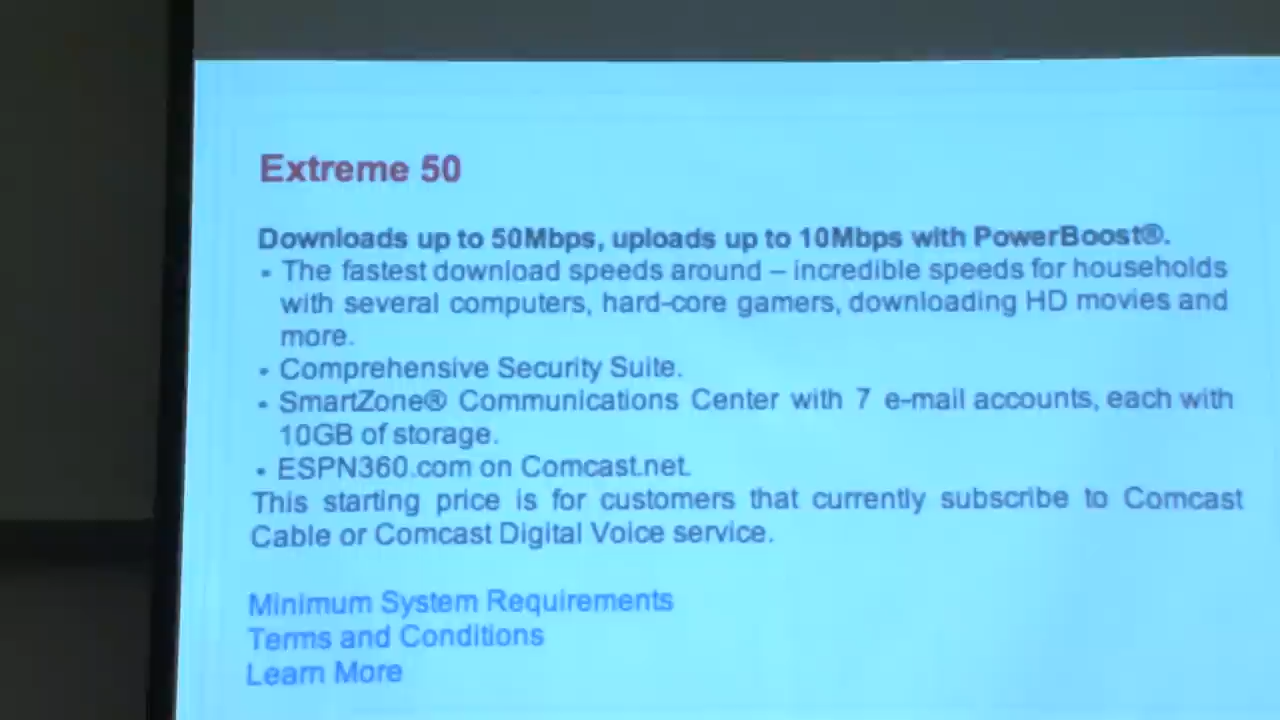 Extreme 50
Downloads up to 50Mbps, uploads up to 10Mbps with PowerBoost®.
• The fastest download speeds around – incredible speeds for households
with several computers, hard-core gamers, downloading HD movies and
more.
• Comprehensive Security Suite.
• SmartZone® Communications Center with 7 e-mail accounts, each with
10GB of storage.
• ESPN360.com on Comcast.net.
This starting price is for customers that currently subscribe to Comcast
Cable or Comcast Digital Voice service.
Minimum System Requirements
Terms and Conditions
Learn More